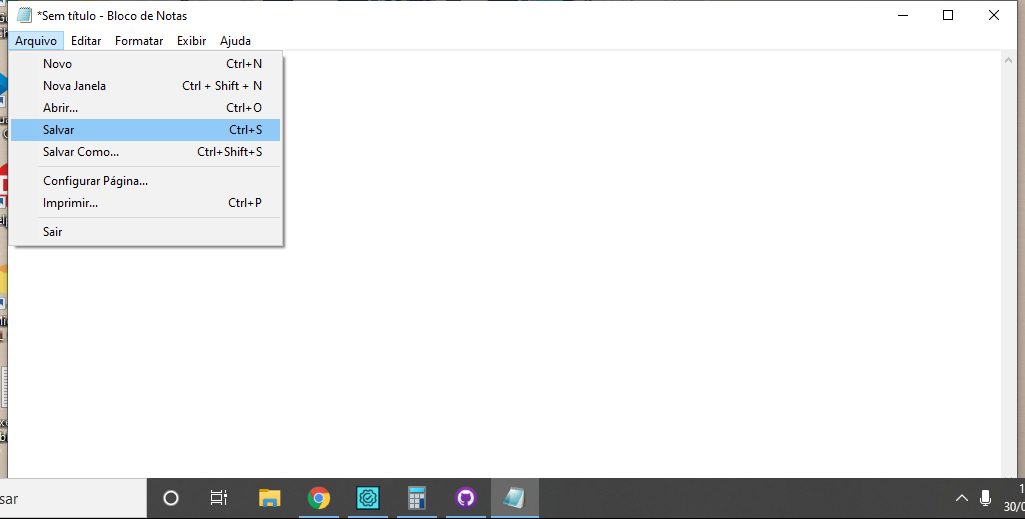 *Sem título - Bloco de Notas
Arquivo Editar Formatar Exibir Ajuda
Novo Ctrl+N
Nova Janela Ctrl + Shift + N
Abrir... Ctrl+O
Salvar Ctrl+S
Salvar Como... Ctrl+Shift+S
Configurar Página...
Imprimir... Ctrl+P
Sair
sar
30/0